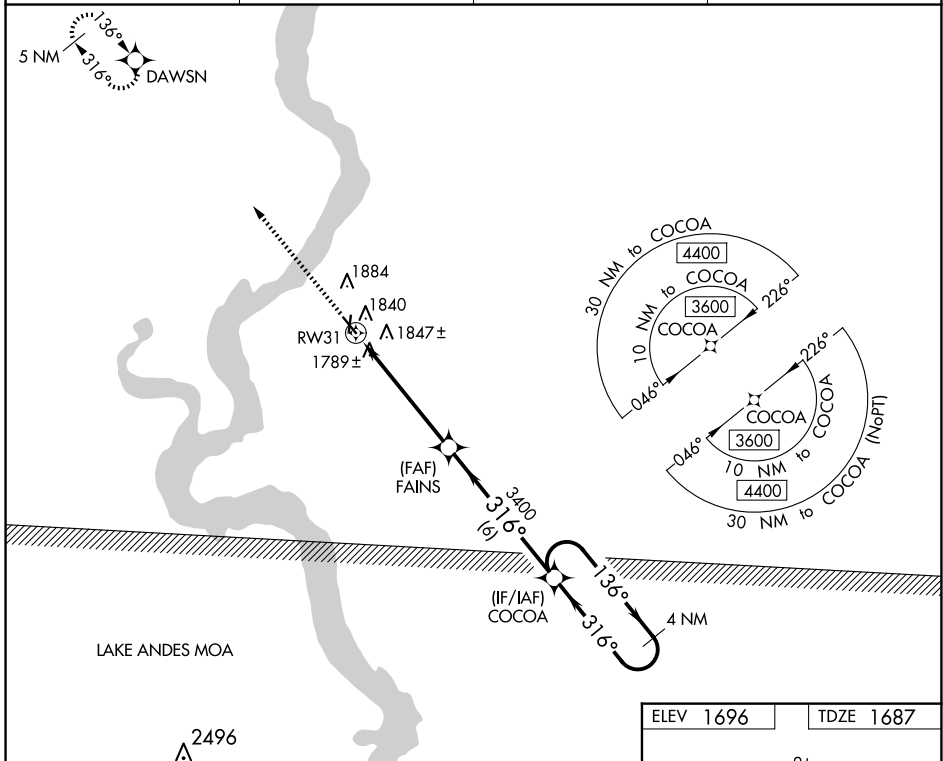 136°
5 NM
316°
DAWSN
1884
1840
RW31
1847±
1789±
30 NM to COCOA
4400
10 NM to COCOA
3600
226°
COCOA
046°
226°
COCOA
046°
3600
10 NM to COCOA
4400
30 NM to COCOA (NoPT)
(FAF)
FAINS
3400
316°
(6)
(IF/IAF)
COCOA
136°
316°
4 NM
LAKE ANDES MOA
2496
ELEV 1696
TDZE 1687